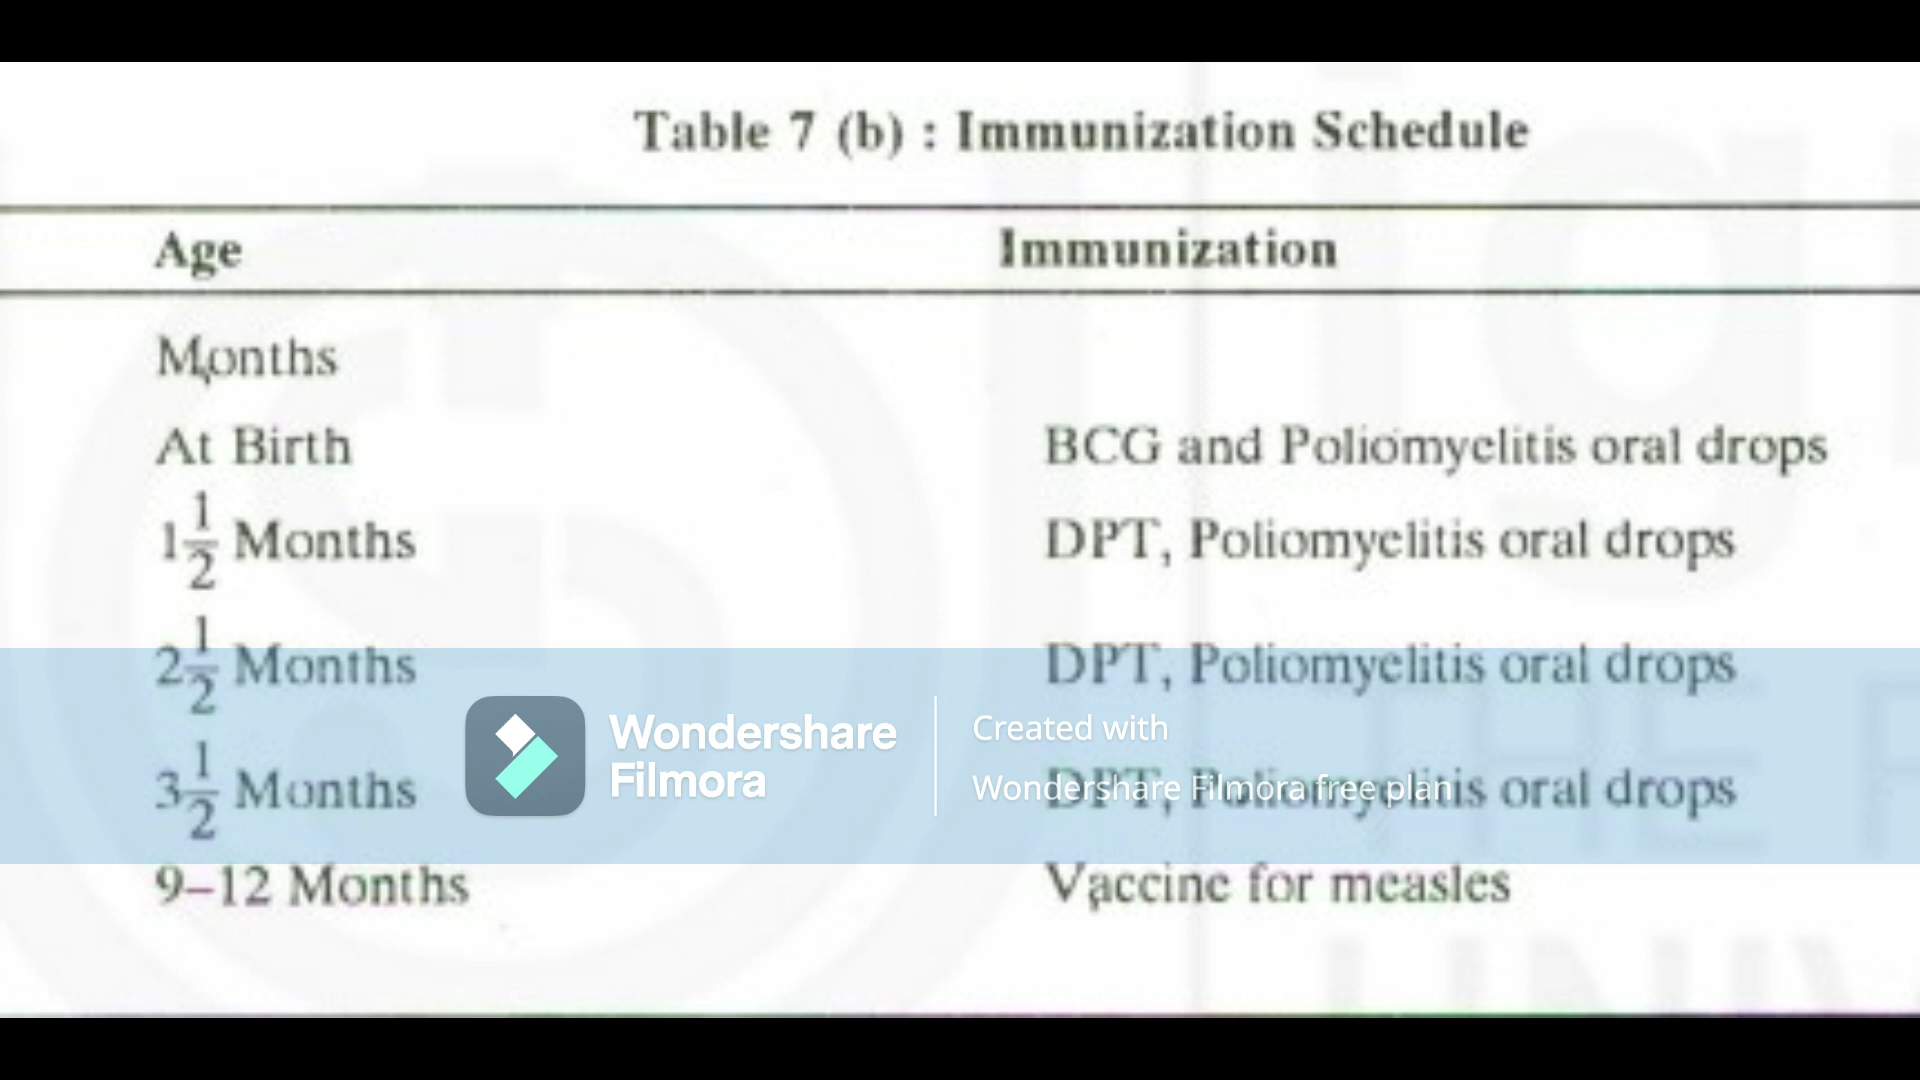 Table 7 (b) : Immunization Schedule
Age Immunization
Months
At Birth BCG and Poliomyelitis oral drops
1 1/2 Months DPT, Poliomyelitis oral drops
2 1/2 Months DPT, Poliomyelitis oral drops
Wondershare Filmora
Created with
Wondershare Filmora free plan
3 1/2 Months DPT, Poliomyelitis oral drops
9–12 Months Vaccine for measles